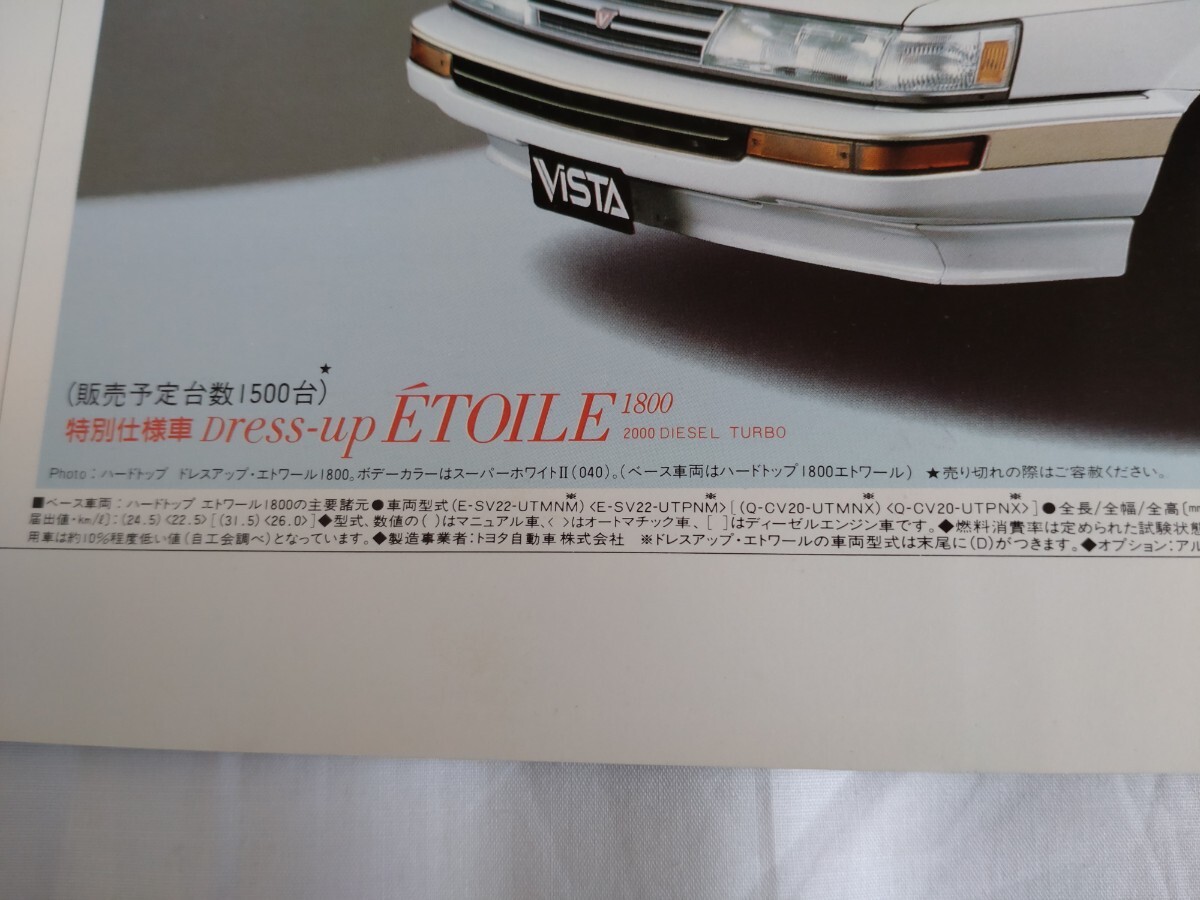 VISTA
(販売予定台数1500台)★
特別仕様車 Dress-up ÉTOILE 1800
2000 DIESEL TURBO
Photo:ハードトップ ドレスアップ・エトワール1800。ボデーカラーはスーパーホワイトII(040)。(ベース車両はハードトップ1800エトワール) ★売り切れの際はご容赦ください。
■ベース車両:ハードトップ エトワール1800の主要諸元●車両型式(E-SV22-UTMNM※)<E-SV22-UTPNM※>[(Q-CV20-UTMNX※)<Q-CV20-UTPNX※>]●全長/全幅/全高[m
届出値・km/ℓ]:(24.5)<22.5>[(31.5)<26.0>]◆型式、数値の( )はマニュアル車、< >はオートマチック車、[ ]はディーゼルエンジン車です。◆燃料消費率は定められた試験状態
用車は約10%程度低い値(自工会調べ)となっています。◆製造事業者:トヨタ自動車株式会社 ※ドレスアップ・エトワールの車両型式は末尾に(D)がつきます。◆オプション:アル